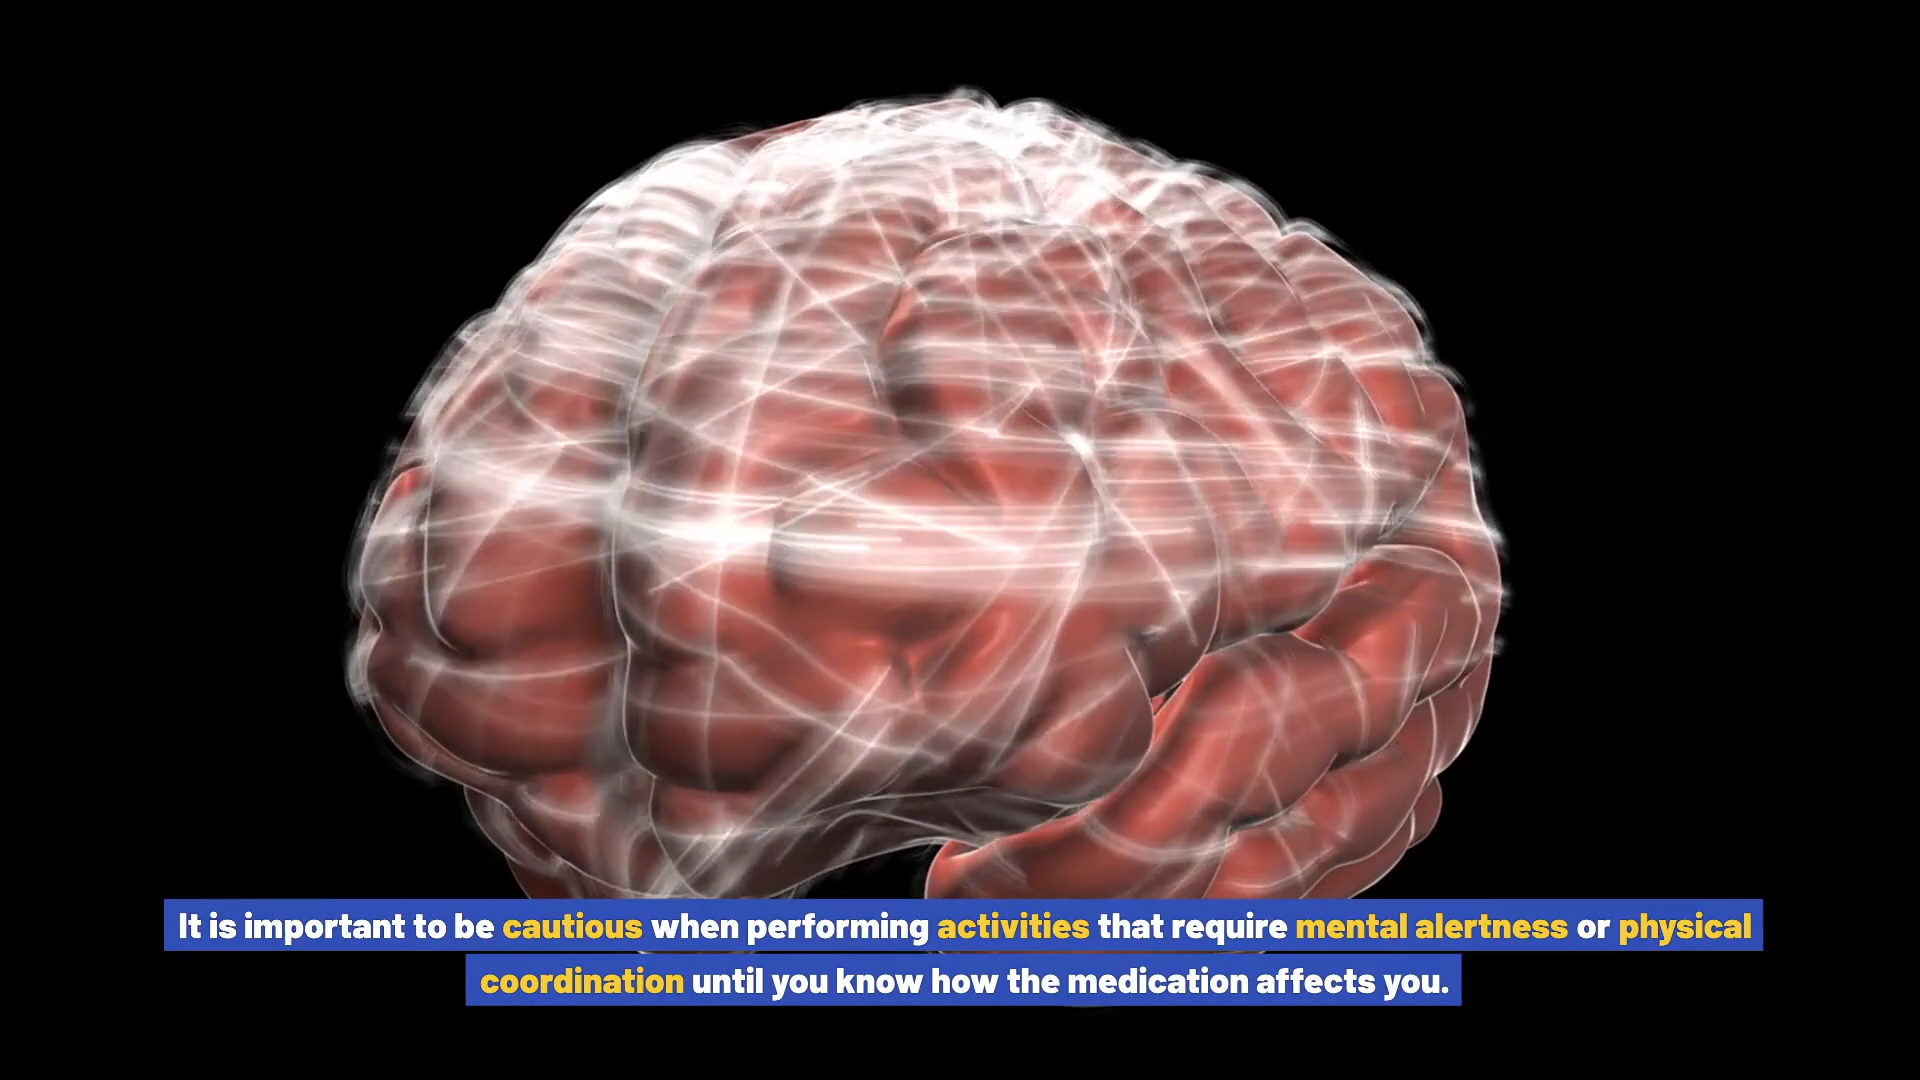 It is important to be cautious when performing activities that require mental alertness or physical
coordination until you know how the medication affects you.